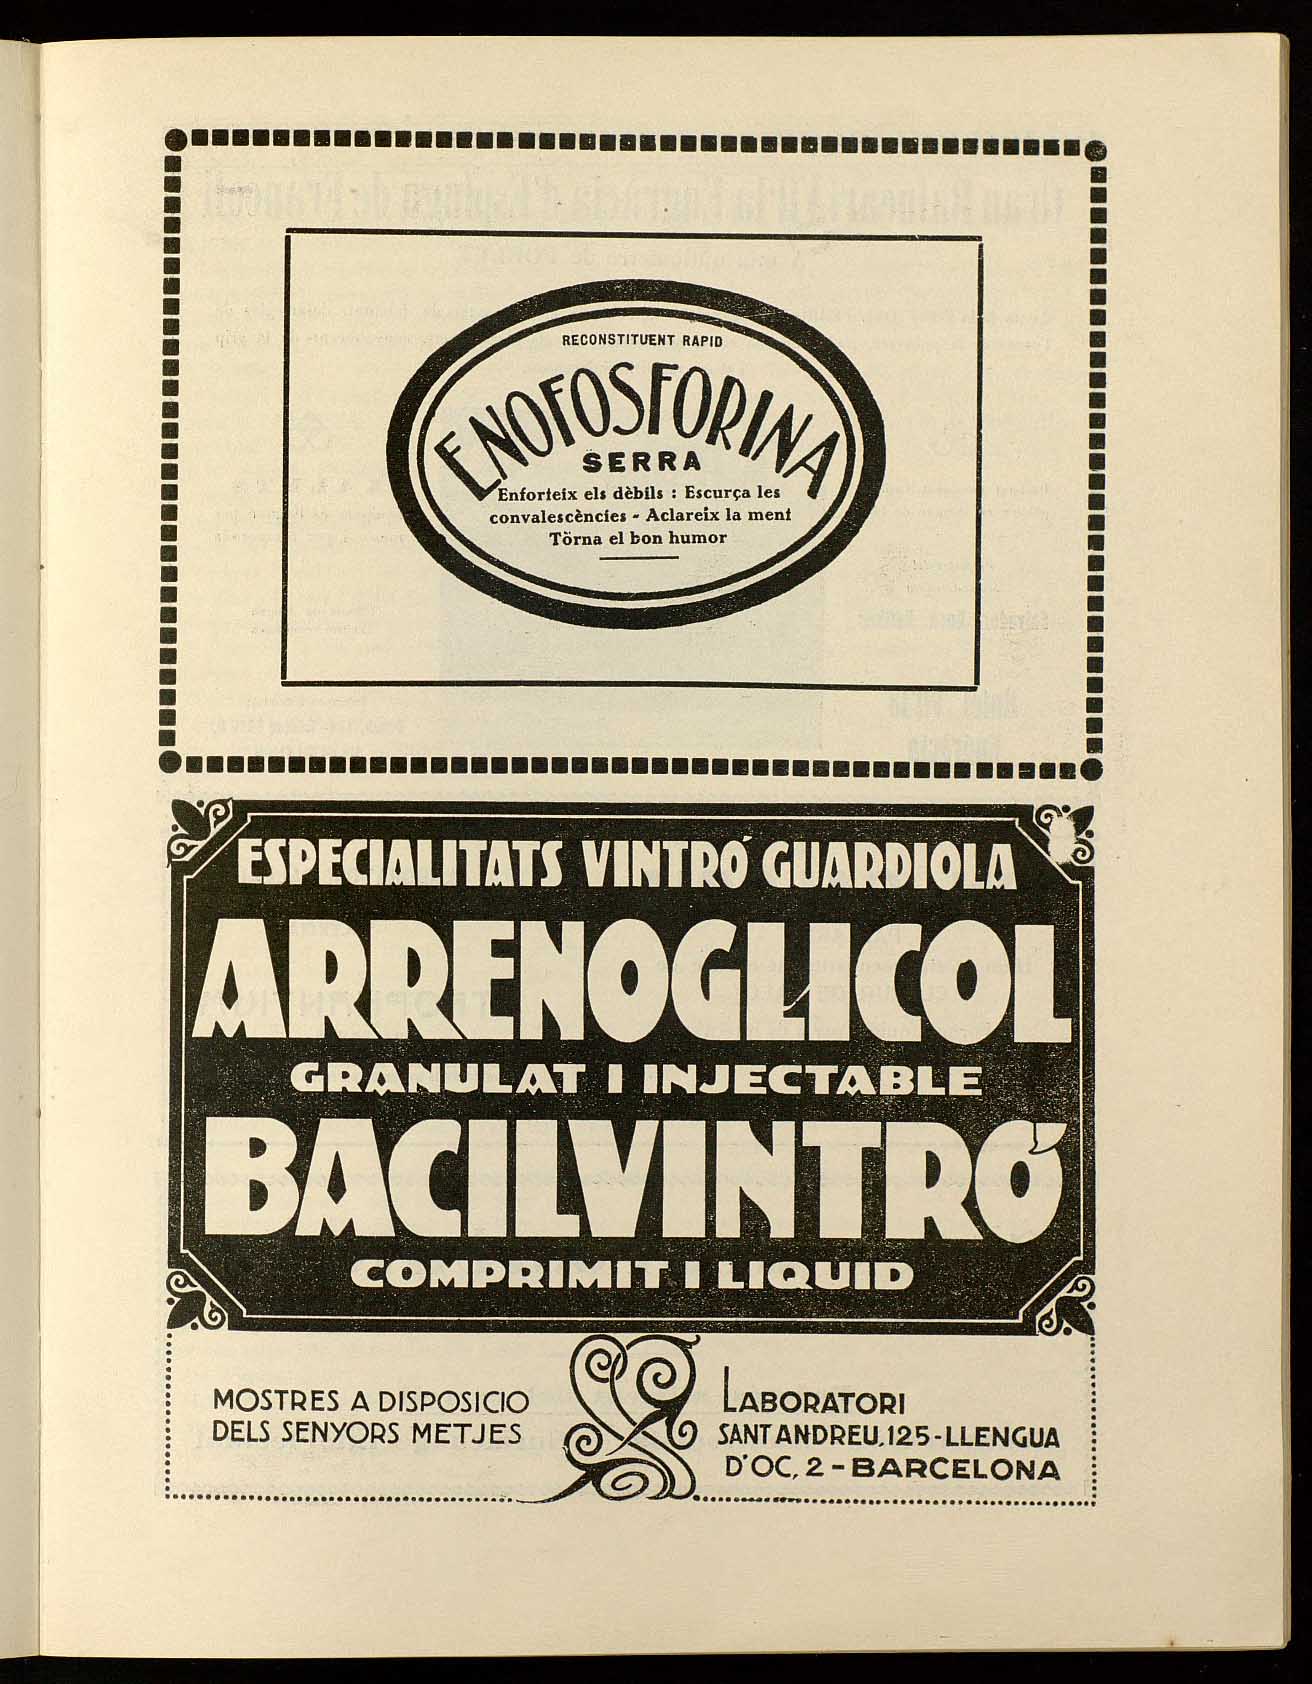 RECONSTITUENT RAPID
ENOFOSFORINA
SERRA
Enforteix els dèbils : Escurça les
convalescències - Aclareix la ment
Törna el bon humor
ESPECIALITATS VINTRÓ GUARDIOLA
ARRENOGLICOL
GRANULAT I INJECTABLE
BACILVINTRÓ
COMPRIMIT I LIQUID
MOSTRES A DISPOSICIO
DELS SENYORS METJES
LABORATORI
SANT ANDREU, 125 - LLENGUA
D'OC, 2 - BARCELONA